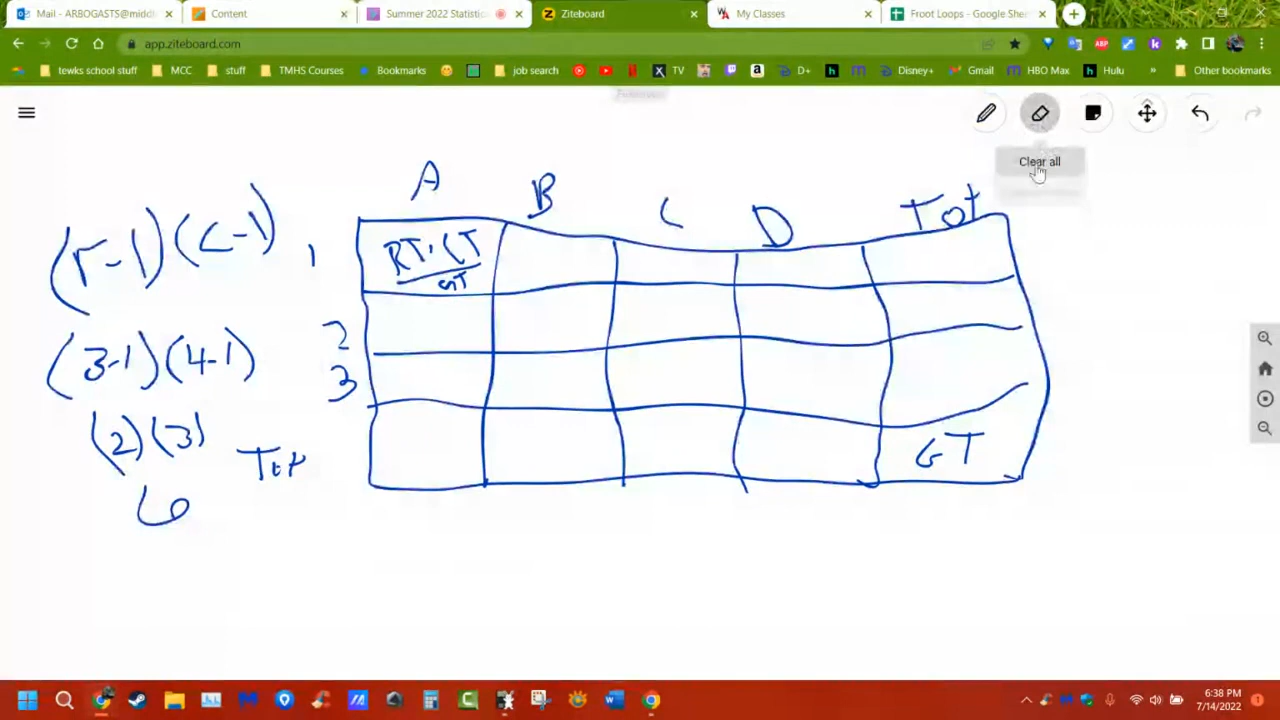 Mail - ARBOGASTS@middl
Content
Summer 2022 Statistic
Ziteboard
My Classes
Froot Loops - Google She
app.ziteboard.com
tewks school stuff
MCC
stuff
TMHS Courses
Bookmarks
job search
TV
D+
Disney+
Gmail
HBO Max
Hulu
Other bookmarks
Clear all
A
B
C
D
Tot
(r-1)(c-1)
1
RT·CT
GT
(3-1)(4-1)
2
3
(2)(3)
Tot
GT
6
6:38 PM
7/14/2022